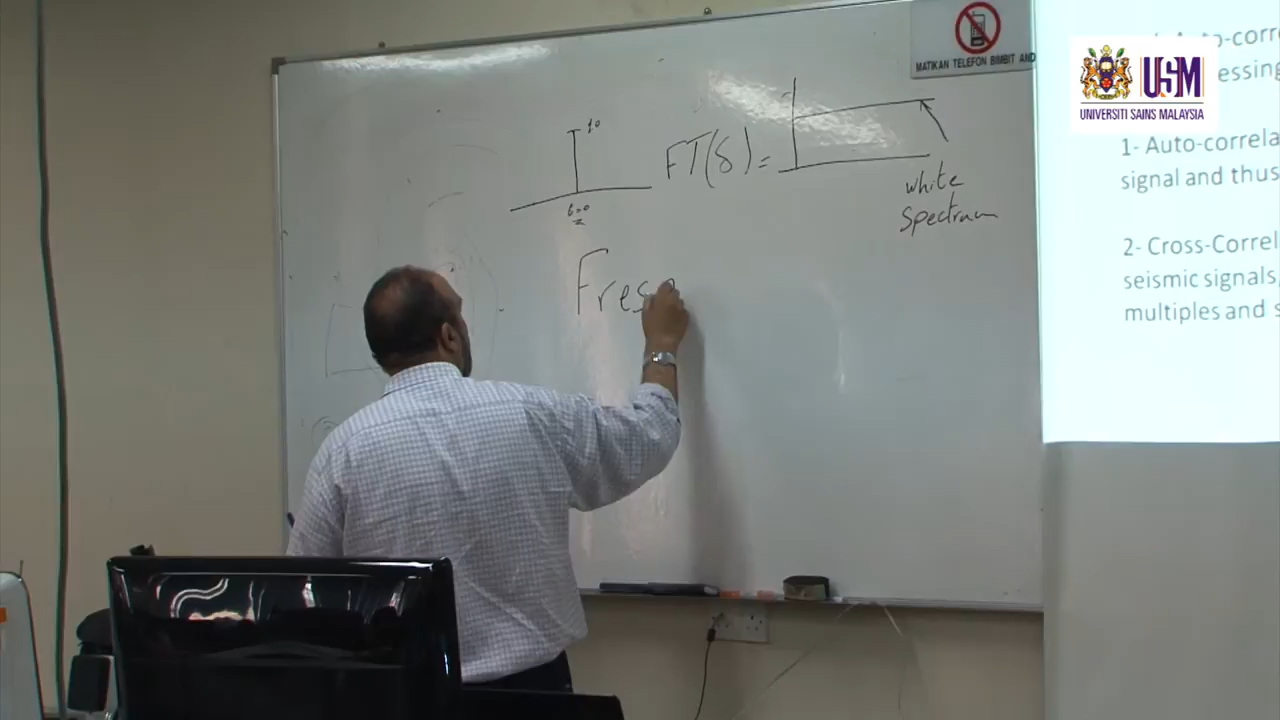 MATIKAN TELEFON BIMBIT AND
USM
UNIVERSITI SAINS MALAYSIA
1.0
t=0
FT(δ) =
white
spectrum
Fres
essing
1- Auto-correla
signal and thus
2- Cross-Correl
seismic signals,
multiples and s